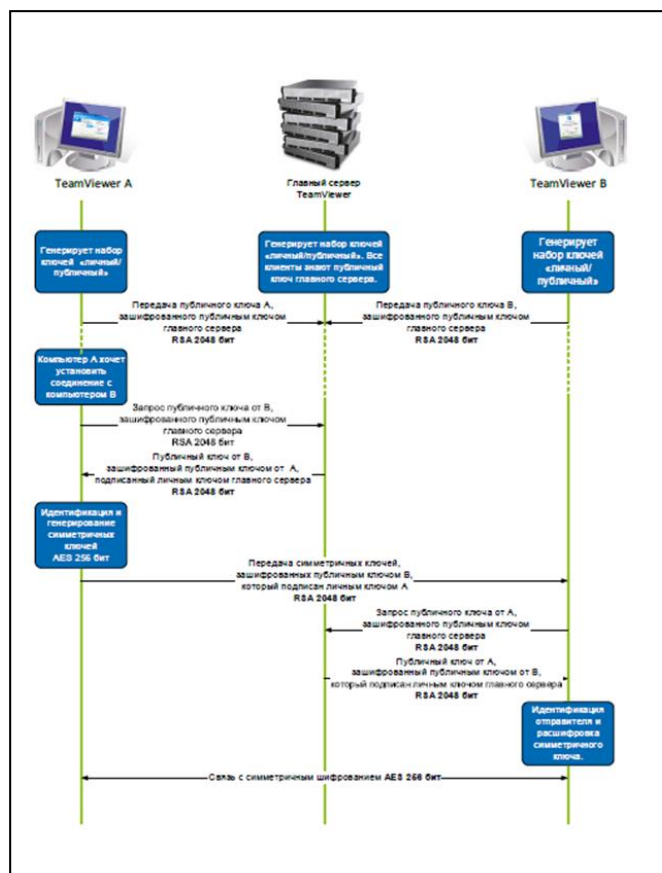 TeamViewer A
Главный сервер
TeamViewer
TeamViewer B
Генерирует набор
ключей «личный/
публичный»
Генерирует набор ключей
«личный/публичный». Все
клиенты знают публичный
ключ главного сервера.
Генерирует
набор ключей
«личный/
публичный»
Передача публичного ключа А,
зашифрованного публичным ключом
главного сервера
RSA 2048 бит
Передача публичного ключа В,
зашифрованного публичным ключом
главного сервера
RSA 2048 бит
Компьютер А хочет
установить
соединение с
компьютером В
Запрос публичного ключа от В,
зашифрованного публичным ключом
главного сервера
RSA 2048 бит
Публичный ключ от В,
зашифрованный публичным ключом от А,
подписанный личным ключом главного сервера
RSA 2048 бит
Идентификация и
генерирование
симметричных
ключей
AES 256 бит
Передача симметричных ключей,
зашифрованных публичным ключом В,
который подписан личным ключом А
RSA 2048 бит
Запрос публичного ключа от А,
зашифрованного публичным ключом
главного сервера
RSA 2048 бит
Публичный ключ от А,
зашифрованный публичным ключом от В,
который подписан личным ключом главного сервера
RSA 2048 бит
Идентификация
отправителя и
расшифровка
симметричного
ключа.
Связь с симметричным шифрованием AES 256 бит